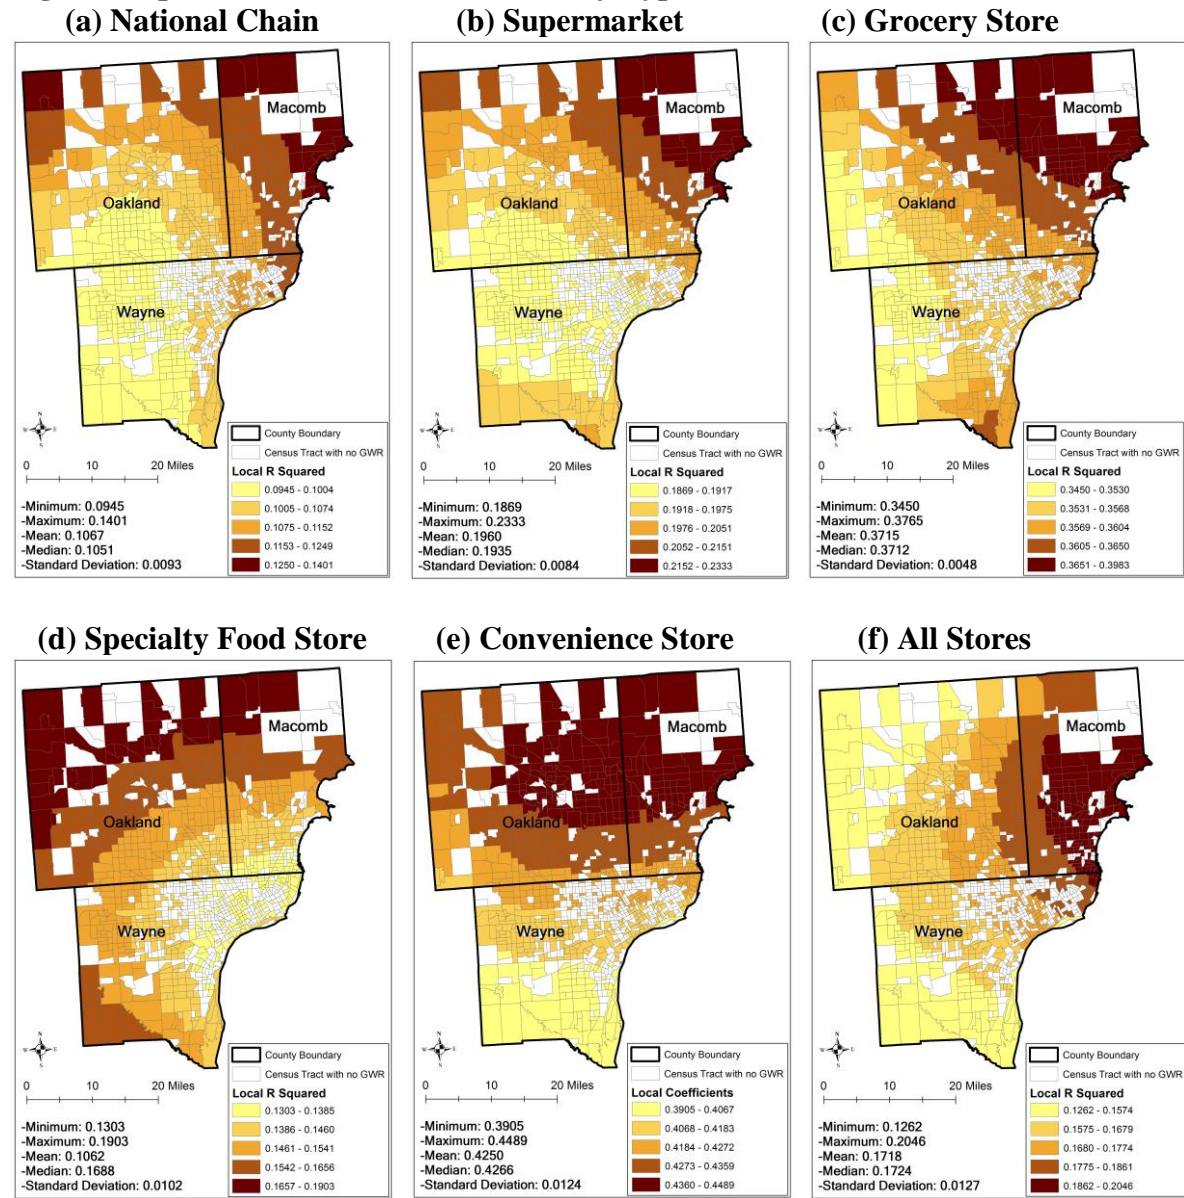 (a) National Chain
(b) Supermarket
(c) Grocery Store
Macomb
Oakland
Wayne
N
W E
S
0 10 20 Miles
-Minimum: 0.0945
-Maximum: 0.1401
-Mean: 0.1067
-Median: 0.1051
-Standard Deviation: 0.0093
County Boundary
Census Tract with no GWR
Local R Squared
0.0945 - 0.1004
0.1005 - 0.1074
0.1075 - 0.1152
0.1153 - 0.1249
0.1250 - 0.1401
Macomb
Oakland
Wayne
N
W E
S
0 10 20 Miles
-Minimum: 0.1869
-Maximum: 0.2333
-Mean: 0.1960
-Median: 0.1935
-Standard Deviation: 0.0084
County Boundary
Census Tract with no GWR
Local R Squared
0.1869 - 0.1917
0.1918 - 0.1975
0.1976 - 0.2051
0.2052 - 0.2151
0.2152 - 0.2333
Macomb
Oakland
Wayne
N
W E
S
0 10 20 Miles
-Minimum: 0.3450
-Maximum: 0.3765
-Mean: 0.3715
-Median: 0.3712
-Standard Deviation: 0.0048
County Boundary
Census Tract with no GWR
Local R Squared
0.3450 - 0.3530
0.3531 - 0.3568
0.3569 - 0.3604
0.3605 - 0.3650
0.3651 - 0.3983
(d) Specialty Food Store
(e) Convenience Store
(f) All Stores
Macomb
Oakland
Wayne
N
W E
S
0 10 20 Miles
-Minimum: 0.1303
-Maximum: 0.1903
-Mean: 0.1062
-Median: 0.1688
-Standard Deviation: 0.0102
County Boundary
Census Tract with no GWR
Local R Squared
0.1303 - 0.1385
0.1386 - 0.1460
0.1461 - 0.1541
0.1542 - 0.1656
0.1657 - 0.1903
Macomb
Oakland
Wayne
N
W E
S
0 10 20 Miles
-Minimum: 0.3905
-Maximum: 0.4489
-Mean: 0.4250
-Median: 0.4266
-Standard Deviation: 0.0124
County Boundary
Census Tract with no GWR
Local Coefficients
0.3905 - 0.4067
0.4068 - 0.4183
0.4184 - 0.4272
0.4273 - 0.4359
0.4360 - 0.4489
Macomb
Oakland
Wayne
N
W E
S
0 10 20 Miles
-Minimum: 0.1262
-Maximum: 0.2046
-Mean: 0.1718
-Median: 0.1724
-Standard Deviation: 0.0127
County Boundary
Census Tract with no GWR
Local R Squared
0.1262 - 0.1574
0.1575 - 0.1679
0.1680 - 0.1774
0.1775 - 0.1861
0.1862 - 0.2046